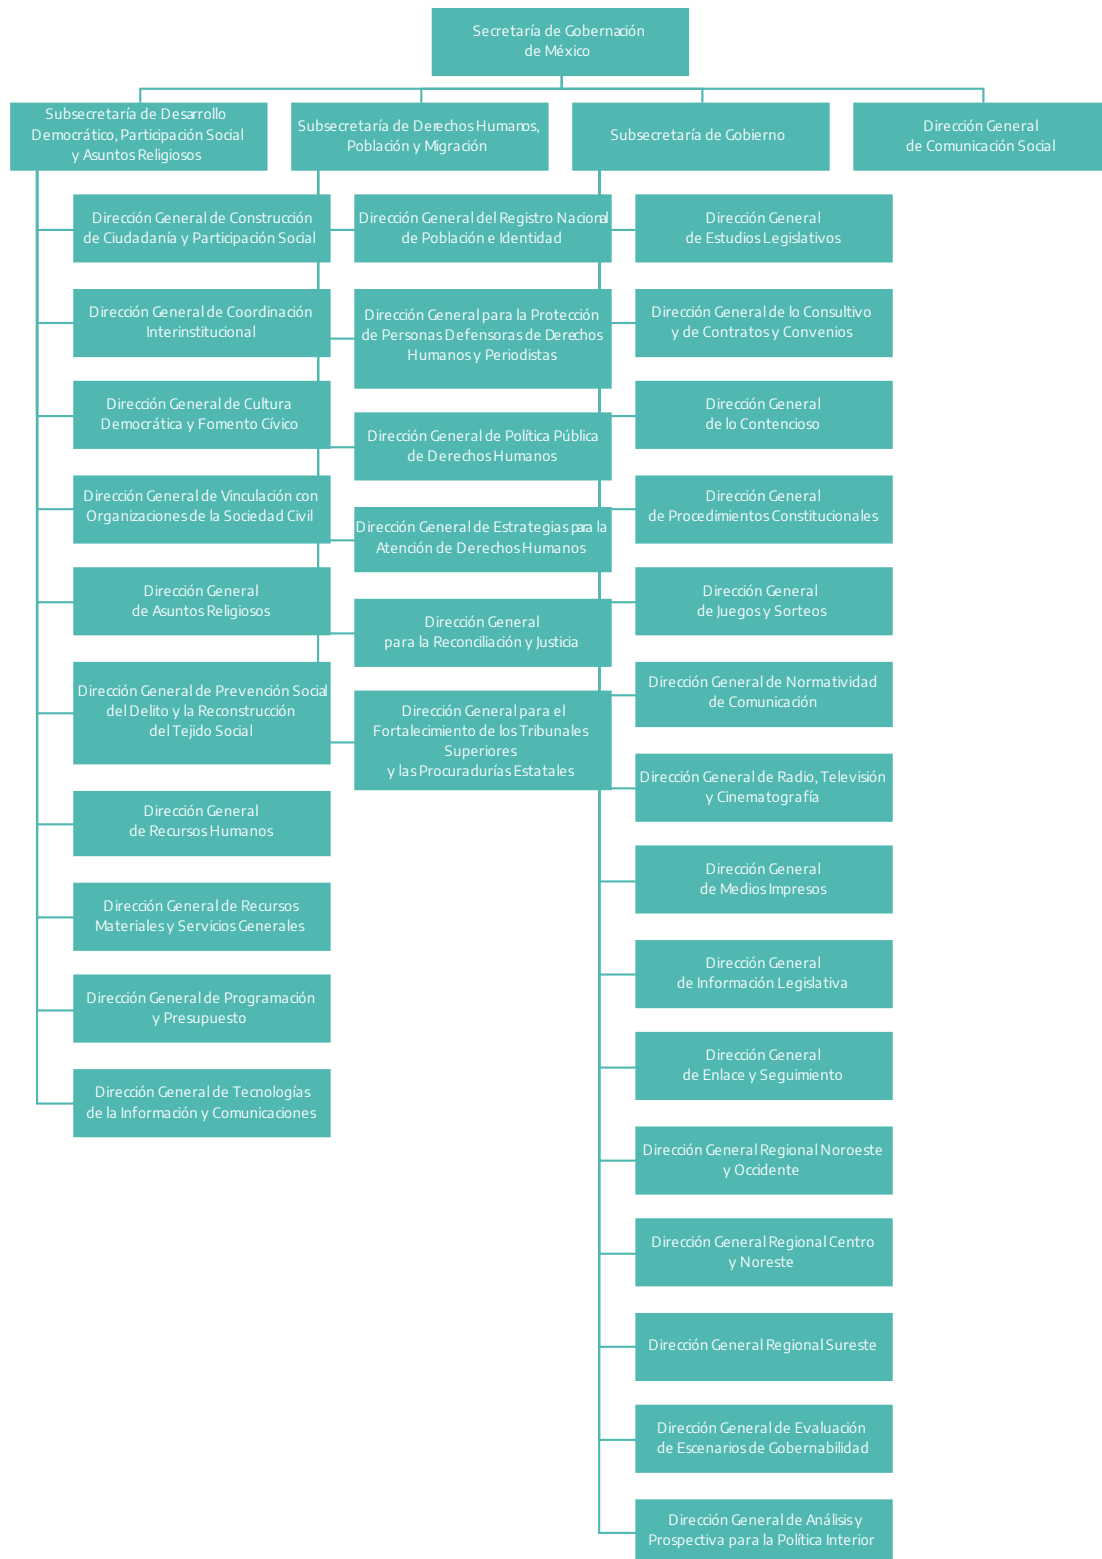 Secretaría de Gobernación
de México
Subsecretaría de Desarrollo
Democrático, Participación Social
y Asuntos Religiosos
Subsecretaría de Derechos Humanos,
Población y Migración
Subsecretaría de Gobierno
Dirección General
de Comunicación Social
Dirección General de Construcción
de Ciudadanía y Participación Social
Dirección General de Coordinación
Interinstitucional
Dirección General de Cultura
Democrática y Fomento Cívico
Dirección General de Vinculación con
Organizaciones de la Sociedad Civil
Dirección General
de Asuntos Religiosos
Dirección General de Prevención Social
del Delito y la Reconstrucción
del Tejido Social
Dirección General
de Recursos Humanos
Dirección General de Recursos
Materiales y Servicios Generales
Dirección General de Programación
y Presupuesto
Dirección General de Tecnologías
de la Información y Comunicaciones
Dirección General del Registro Nacional
de Población e Identidad
Dirección General para la Protección
de Personas Defensoras de Derechos
Humanos y Periodistas
Dirección General de Política Pública
de Derechos Humanos
Dirección General de Estrategias para la
Atención de Derechos Humanos
Dirección General
para la Reconciliación y Justicia
Dirección General para el
Fortalecimiento de los Tribunales
Superiores
y las Procuradurías Estatales
Dirección General
de Estudios Legislativos
Dirección General de lo Consultivo
y de Contratos y Convenios
Dirección General
de lo Contencioso
Dirección General
de Procedimientos Constitucionales
Dirección General
de Juegos y Sorteos
Dirección General de Normatividad
de Comunicación
Dirección General de Radio, Televisión
y Cinematografía
Dirección General
de Medios Impresos
Dirección General
de Información Legislativa
Dirección General
de Enlace y Seguimiento
Dirección General Regional Noroeste
y Occidente
Dirección General Regional Centro
y Noreste
Dirección General Regional Sureste
Dirección General de Evaluación
de Escenarios de Gobernabilidad
Dirección General de Análisis y
Prospectiva para la Política Interior